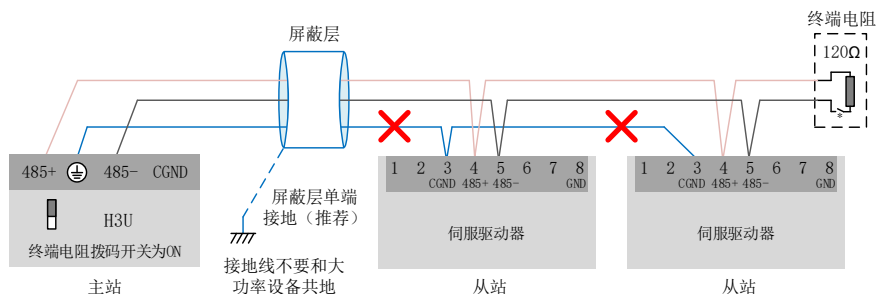 终端电阻
屏蔽层
120Ω
*
485+ 485- CGND
1 2 3 4 5 6 7 8
CGND 485+ 485- GND
1 2 3 4 5 6 7 8
CGND 485+ 485- GND
屏蔽层单端
接地（推荐）
H3U
终端电阻拨码开关为ON
伺服驱动器
伺服驱动器
接地线不要和大
功率设备共地
主站
从站
从站